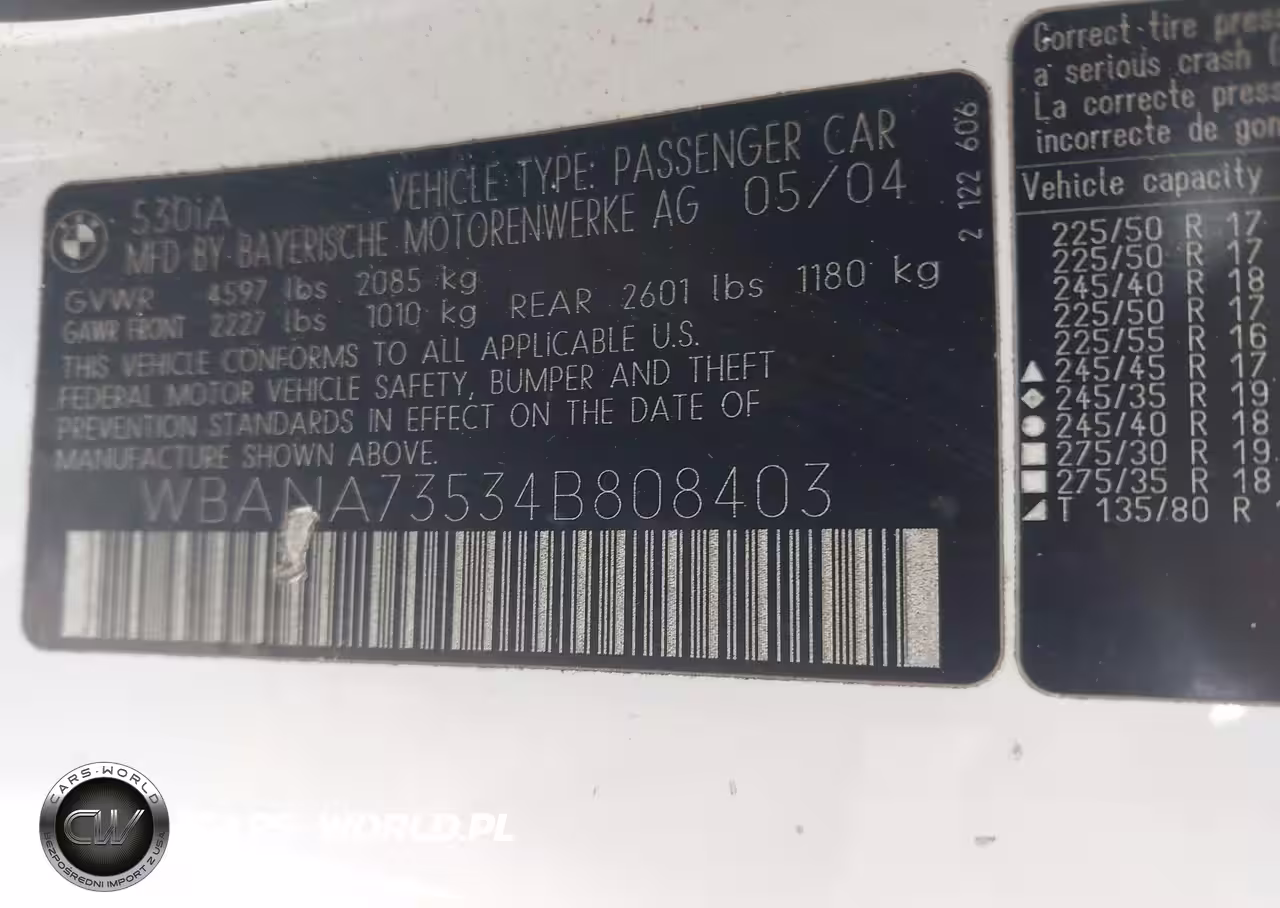 530iA
VEHICLE TYPE: PASSENGER CAR
MFD BY BAYERISCHE MOTORENWERKE AG 05/04
GVWR 4597 lbs 2085 kg
GAWR FRONT 2227 lbs 1010 kg REAR 2601 lbs 1180 kg
THIS VEHICLE CONFORMS TO ALL APPLICABLE U.S.
FEDERAL MOTOR VEHICLE SAFETY, BUMPER AND THEFT
PREVENTION STANDARDS IN EFFECT ON THE DATE OF
MANUFACTURE SHOWN ABOVE.
WBANA73534B808403
2 122 606
Correct tire press
a serious crash (
La correcte press
incorrecte de gon
Vehicle capacity
225/50 R 17
225/50 R 17
245/40 R 18
225/50 R 17
225/55 R 16
245/45 R 17
245/35 R 19
245/40 R 18
275/30 R 19
275/35 R 18
T 135/80 R
CARS-WORLD
CW
BEZPOŚREDNI IMPORT Z USA
CARS-WORLD.PL